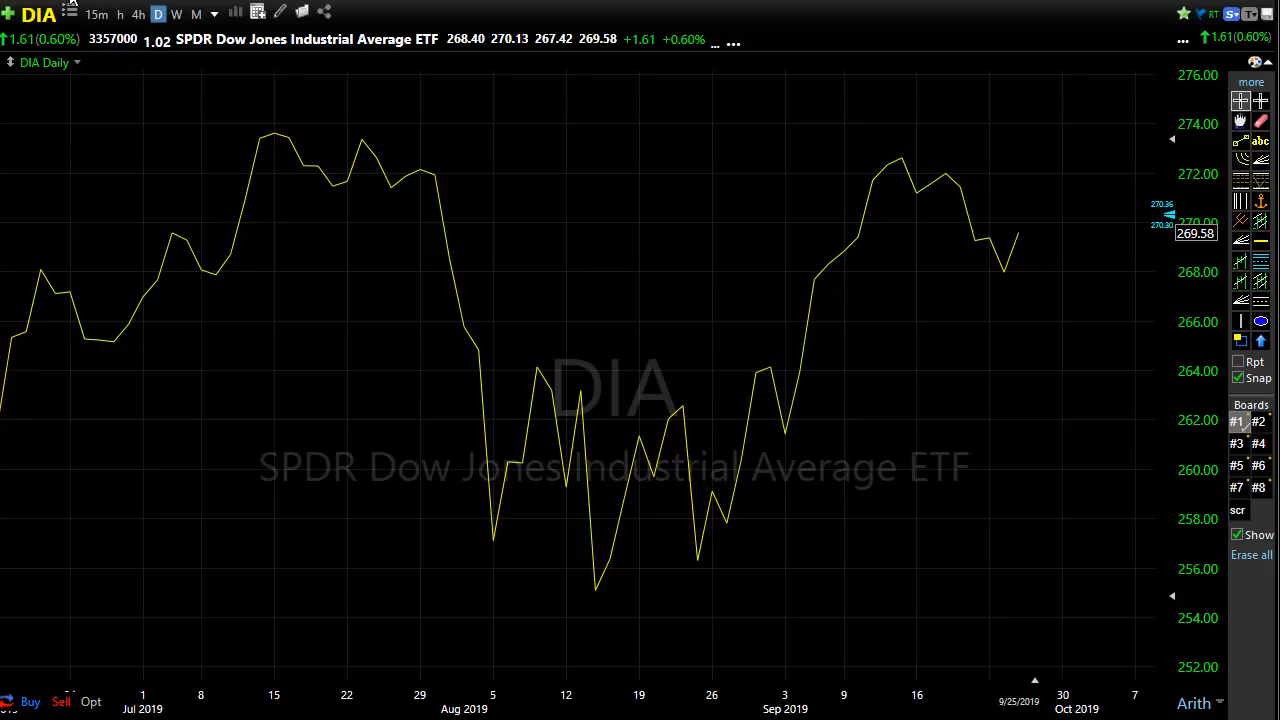 DIA 15m h 4h D W M RT S T
↑1.61(0.60%) 3357000 1.02 SPDR Dow Jones Industrial Average ETF 268.40 270.13 267.42 269.58 +1.61 +0.60% ... ... ... ↑1.61(0.60%)
DIA Daily
276.00
more
274.00
abc
272.00
270.36
270.00
270.30
269.58
268.00
266.00
Rpt
264.00
Snap
DIA
Boards
262.00
#1 #2
#3 #4
SPDR Dow Jones Industrial Average ETF
260.00
#5 #6
#7 #8
scr
258.00
Show
Erase all
256.00
254.00
252.00
1 8 15 22 29 5 12 19 26 3 9 16 30 7
Buy Sell Opt
9/25/2019
Arith
Jul 2019 Aug 2019 Sep 2019 Oct 2019